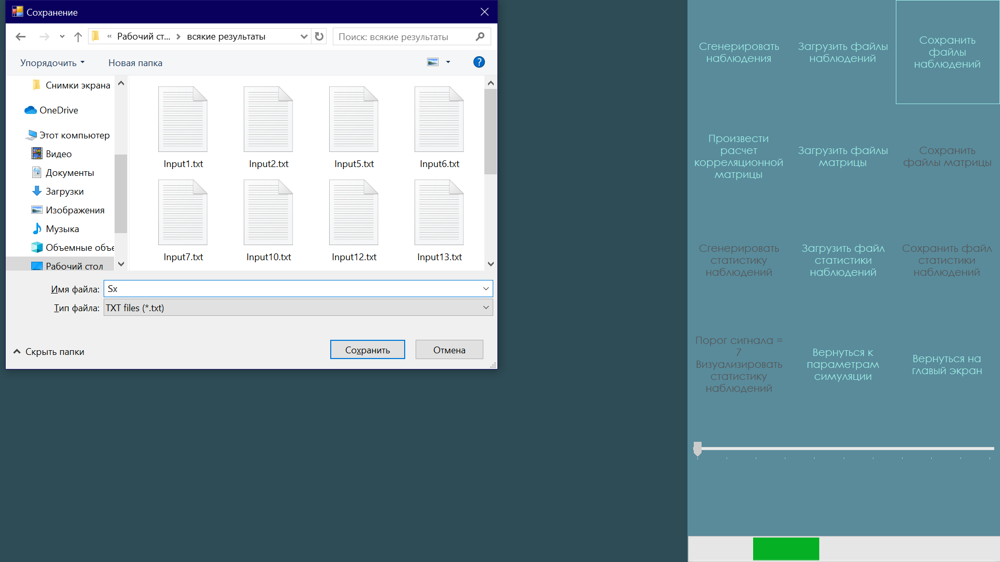 Сохранение
« Рабочий ст... › всякие результаты
Поиск: всякие результаты
Упорядочить
Новая папка
Снимки экрана
OneDrive
Этот компьютер
Видео
Документы
Загрузки
Изображения
Музыка
Объемные объе
Рабочий стол
Input1.txt
Input2.txt
Input5.txt
Input6.txt
Input7.txt
Input10.txt
Input12.txt
Input13.txt
Имя файла: Sx
Тип файла: TXT files (*.txt)
Скрыть папки
Сохранить
Отмена
Сгенерировать
наблюдения
Загрузить файлы
наблюдений
Сохранить
файлы
наблюдений
Произвести
расчет
корреляционной
матрицы
Загрузить файлы
матрицы
Сохранить
файлы матрицы
Сгенерировать
статистику
наблюдений
Загрузить файл
статистики
наблюдений
Сохранить файл
статистики
наблюдений
Порог сигнала =
7
Визуализировать
статистику
наблюдений
Вернуться к
параметрам
симуляции
Вернуться на
главый экран